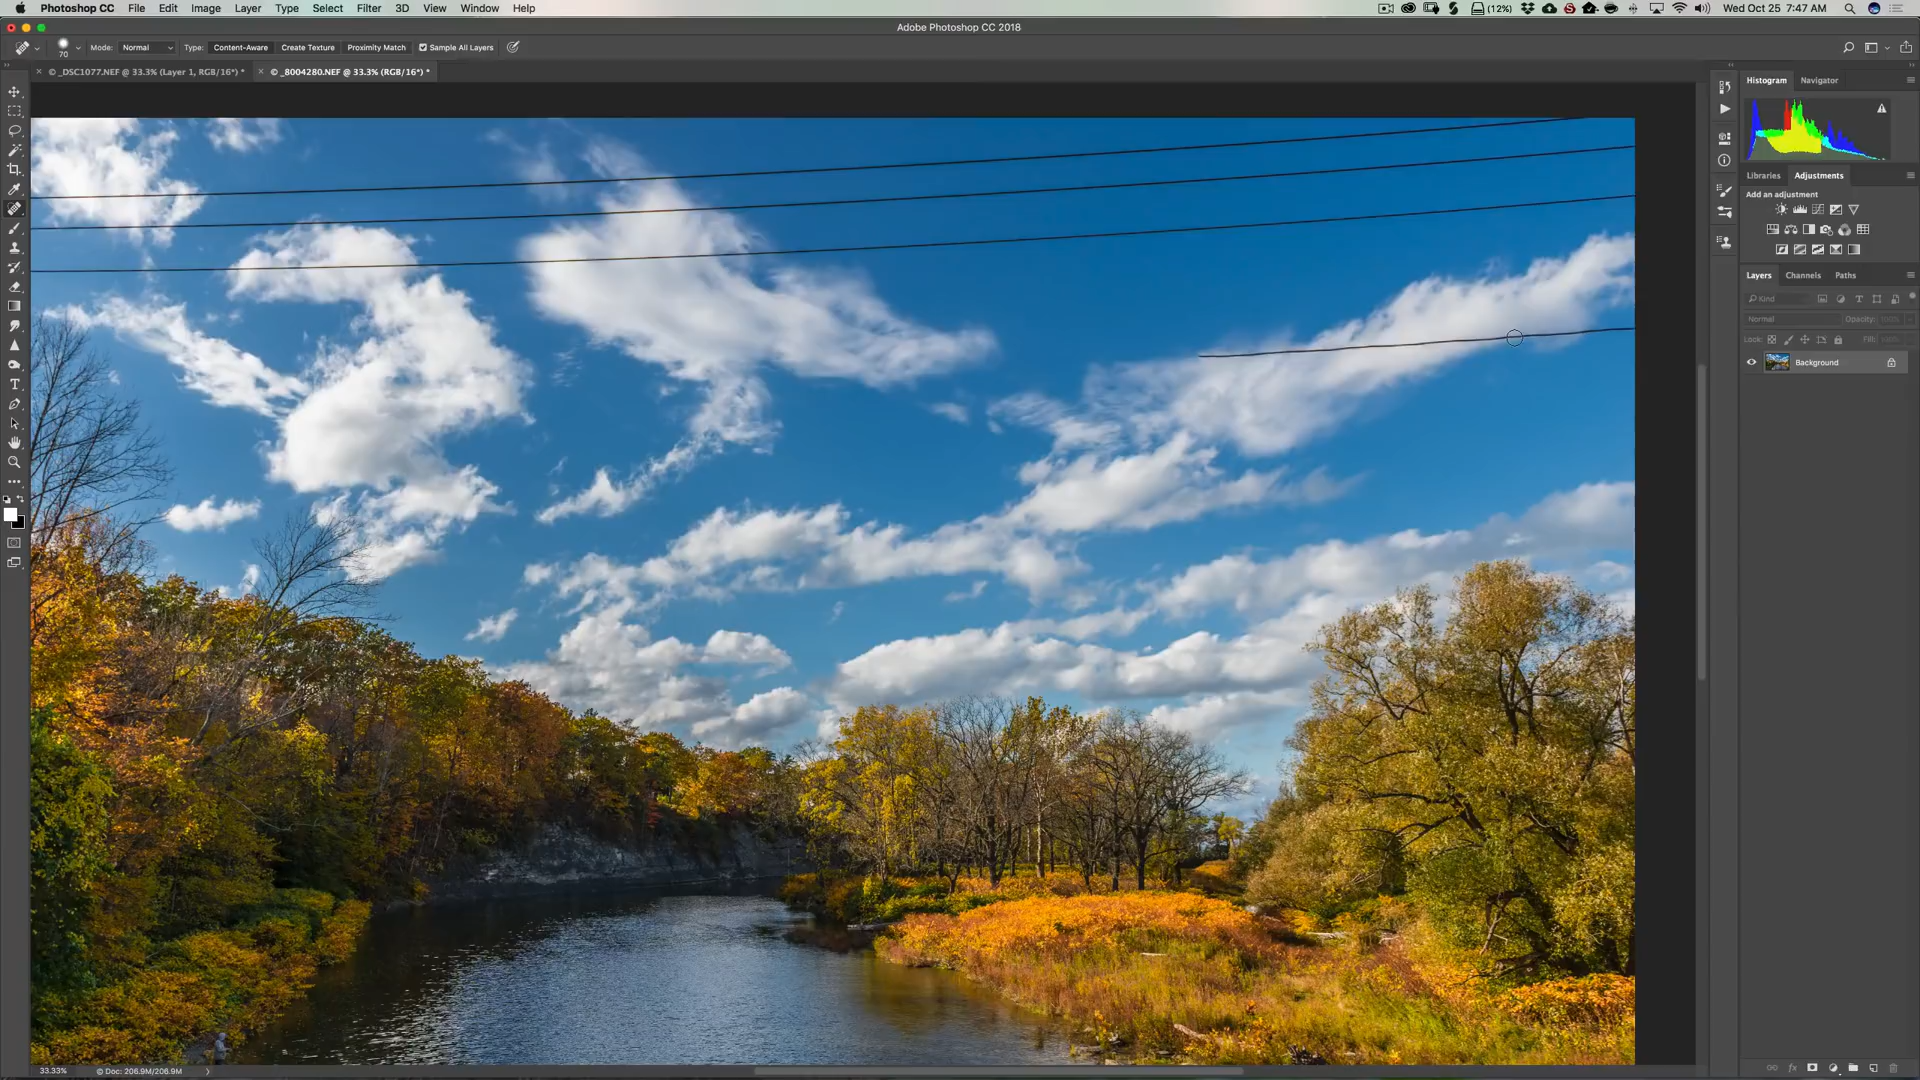 Photoshop CC File Edit Image Layer Type Select Filter 3D View Window Help (12%) Wed Oct 25 7:47 AM
Adobe Photoshop CC 2018
70 Mode: Normal Type: Content-Aware Create Texture Proximity Match Sample All Layers
× © _DSC1077.NEF @ 33.3% (Layer 1, RGB/16*) * × © _8004280.NEF @ 33.3% (RGB/16*) *
Histogram Navigator
Libraries Adjustments
Add an adjustment
Layers Channels Paths
Kind
Normal Opacity: 100%
Lock: Fill: 100%
Background
33.33% © Doc: 206.9M/206.9M